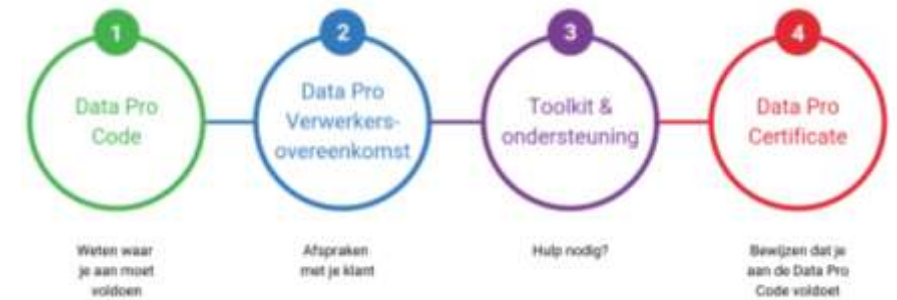 1
Data Pro
Code
Weten waar
je aan moet
voldoen
2
Data Pro
Verwerkers-
overeenkomst
Afspraken
met je klant
3
Toolkit &
ondersteuning
Hulp nodig?
4
Data Pro
Certificate
Bewijzen dat je
aan de Data Pro
Code voldoet